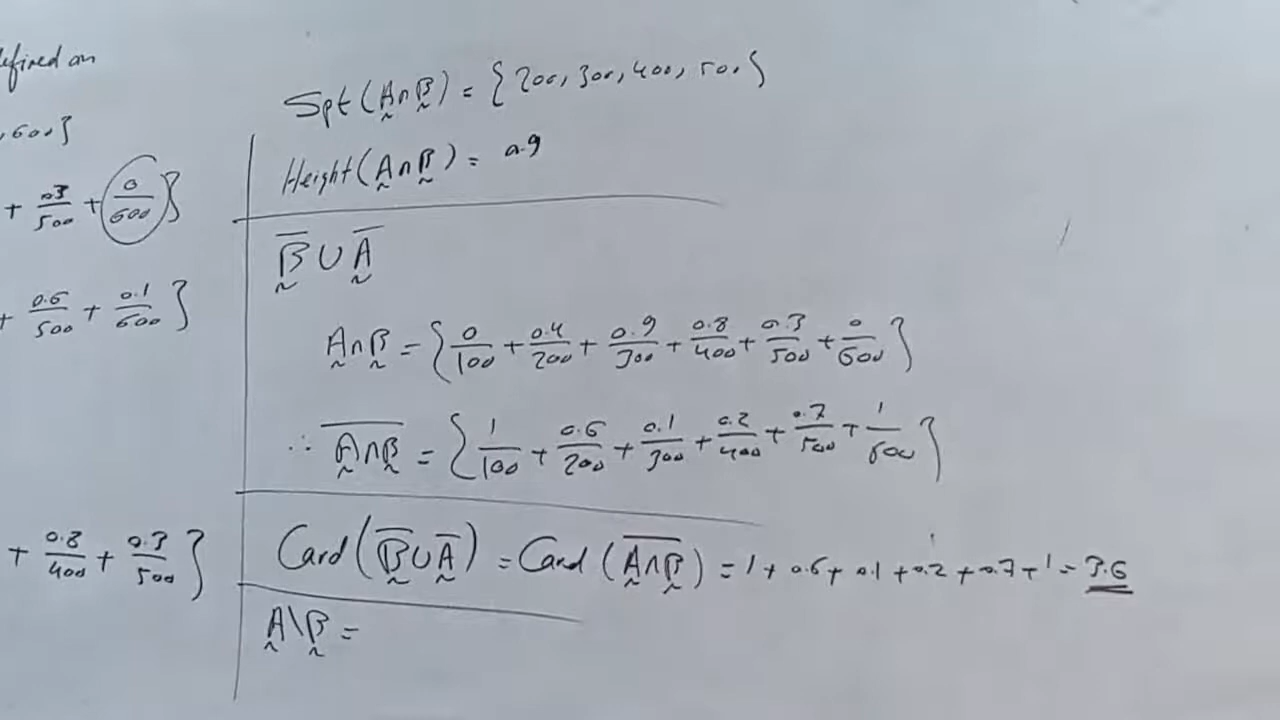 defined on
, 600}
+ 0.3/500 + 0/600}
+ 0.6/500 + 0.1/600}
+ 0.8/400 + 0.3/500}
Spt(A∩B) = {200, 300, 400, 500}
Height(A∩B) = 0.9
B̅ ∪ A̅
A∩B = {0/100 + 0.4/200 + 0.9/300 + 0.8/400 + 0.3/500 + 0/600}
∴ A̅∩̅B̅ = {1/100 + 0.6/200 + 0.1/300 + 0.2/400 + 0.7/500 + 1/600}
Card(B̅ ∪ A̅) = Card(A̅∩̅B̅) = 1 + 0.6 + 0.1 + 0.2 + 0.7 + 1 = 3.6
A\B =